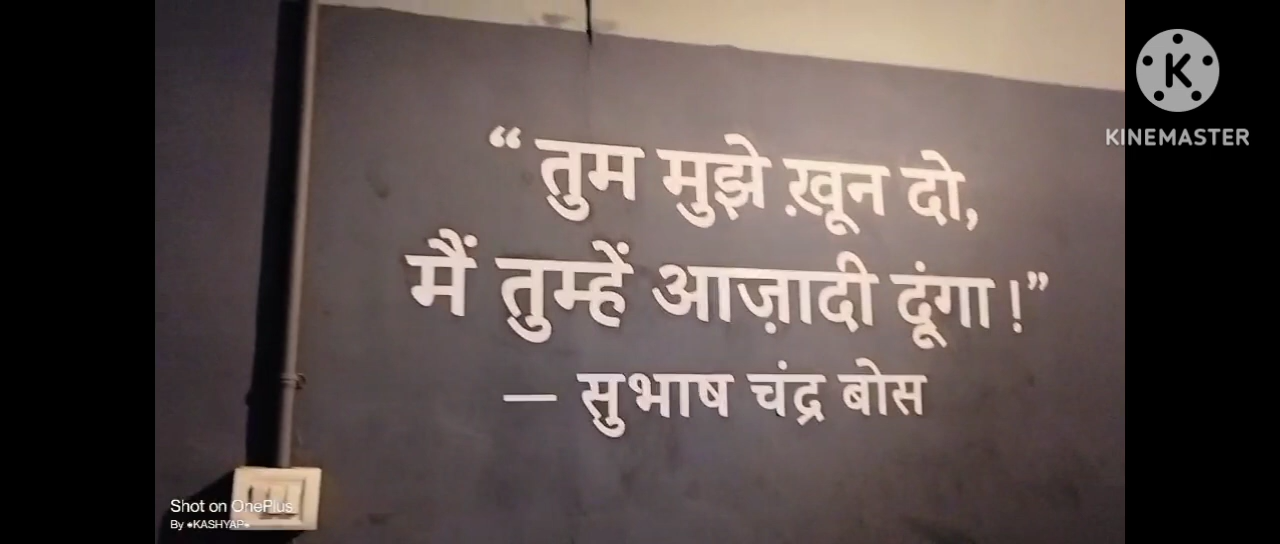 “ तुम मुझे ख़ून दो,
मैं तुम्हें आज़ादी दूंगा !”
— सुभाष चंद्र बोस
K
KINEMASTER
Shot on OnePlus
By •KASHYAP•